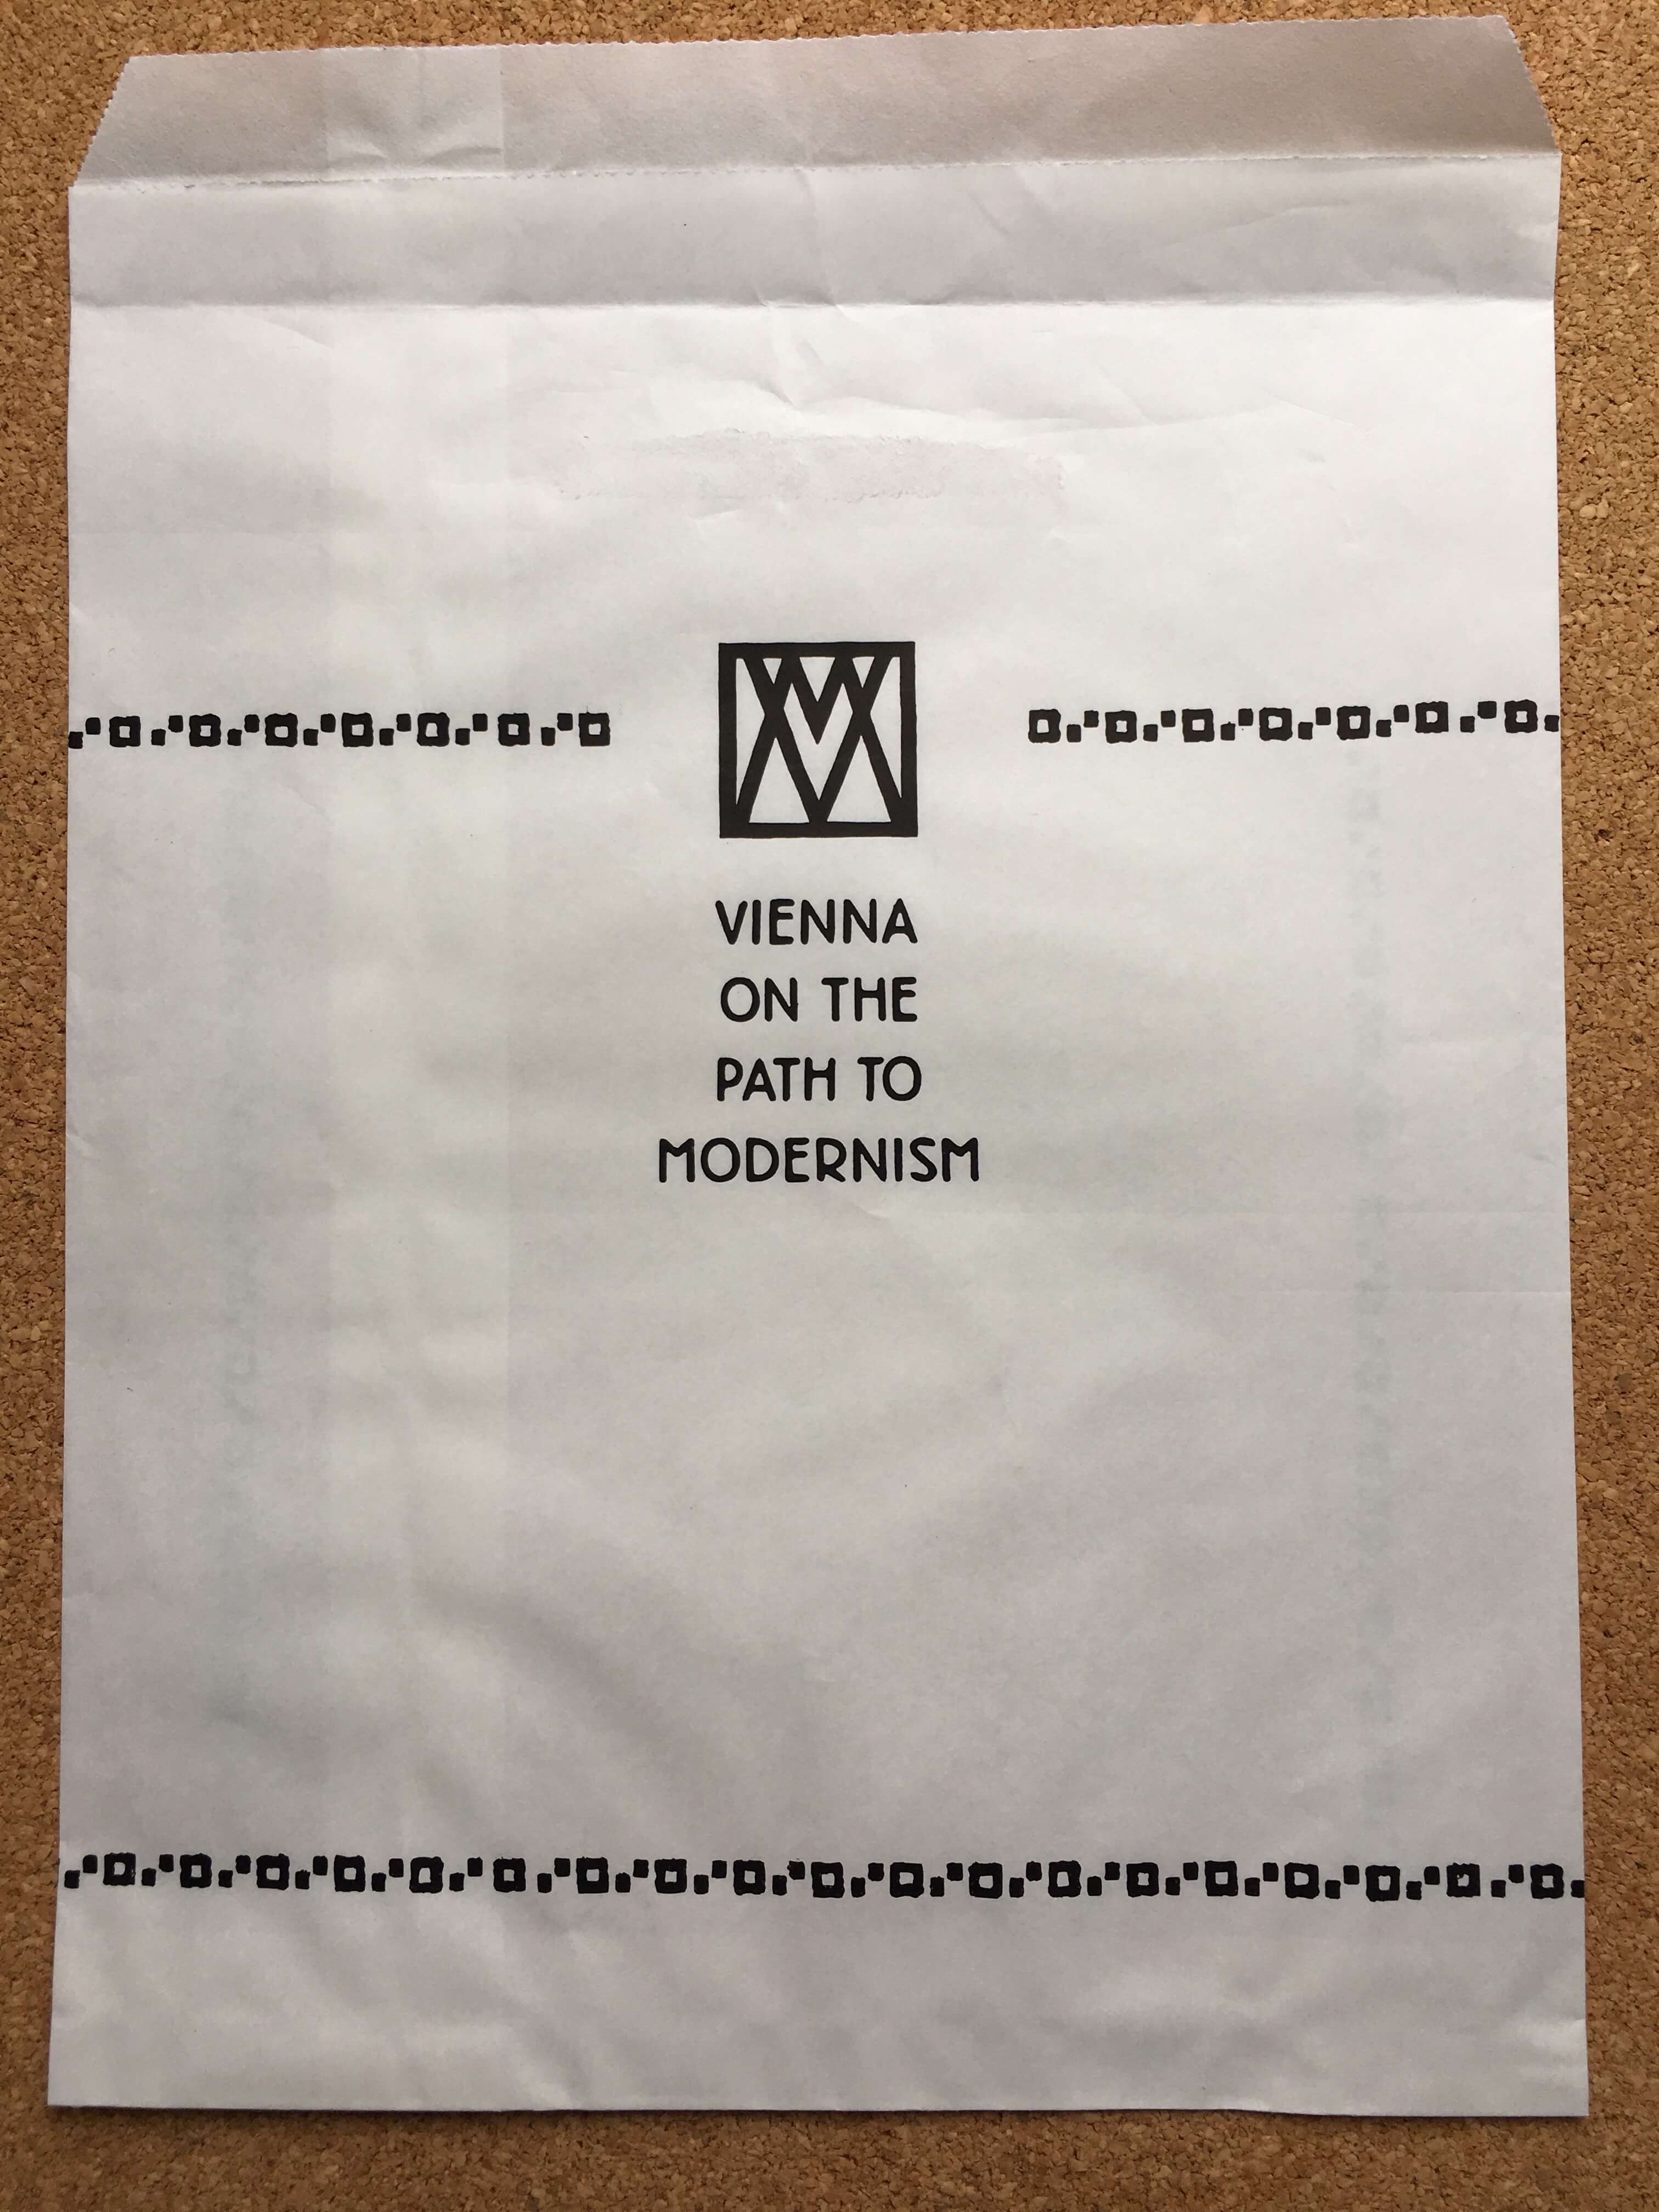 VIENNA
ON THE
PATH TO
MODERNISM